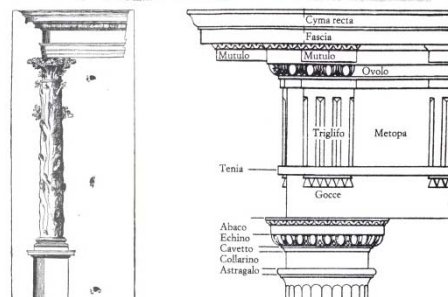 Cyma recta
Fascia
Mutulo
Mutulo
Ovolo
Triglifo
Metopa
Tenia
Gocce
Abaco
Echino
Cavetto
Collarino
Astragalo